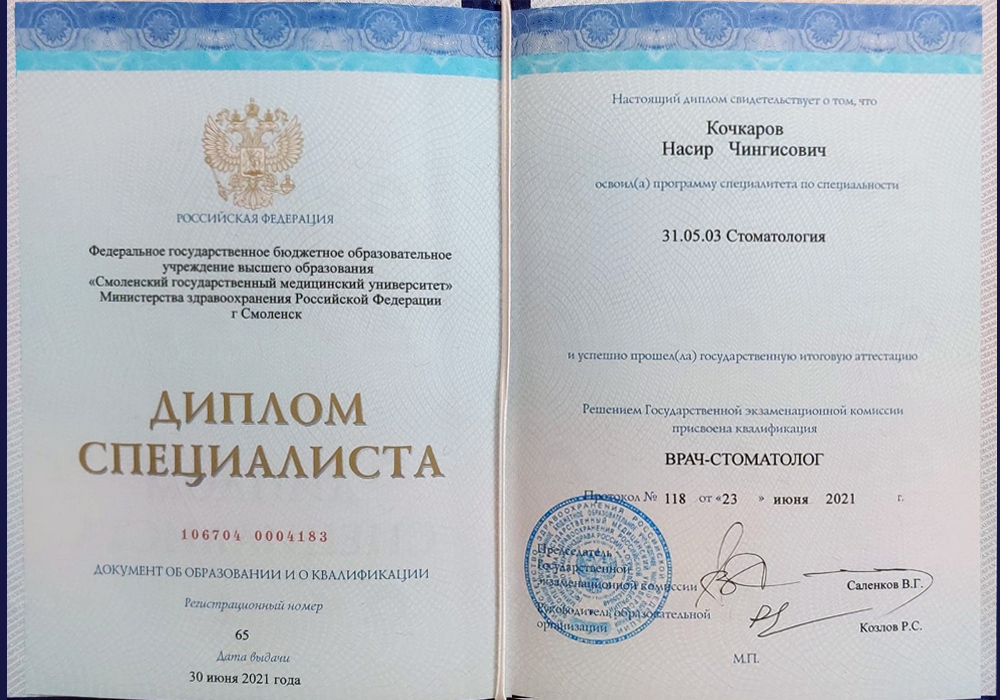 РОССИЙСКАЯ ФЕДЕРАЦИЯ
Федеральное государственное бюджетное образовательное
учреждение высшего образования
«Смоленский государственный медицинский университет»
Министерства здравоохранения Российской Федерации
г Смоленск
ДИПЛОМ
СПЕЦИАЛИСТА
106704 0004183
ДОКУМЕНТ ОБ ОБРАЗОВАНИИ И О КВАЛИФИКАЦИИ
Регистрационный номер
65
Дата выдачи
30 июня 2021 года
Настоящий диплом свидетельствует о том, что
Кочкаров
Насир Чингисович
освоил(а) программу специалитета по специальности
31.05.03 Стоматология
и успешно прошел(ла) государственную итоговую аттестацию
Решением Государственной экзаменационной комиссии
присвоена квалификация
ВРАЧ-СТОМАТОЛОГ
Протокол № 118 от «23 » июня 2021 г.
Председатель
Государственной
экзаменационной комиссии
Саленков В.Г.
Руководитель образовательной
организации
Козлов Р.С.
М.П.